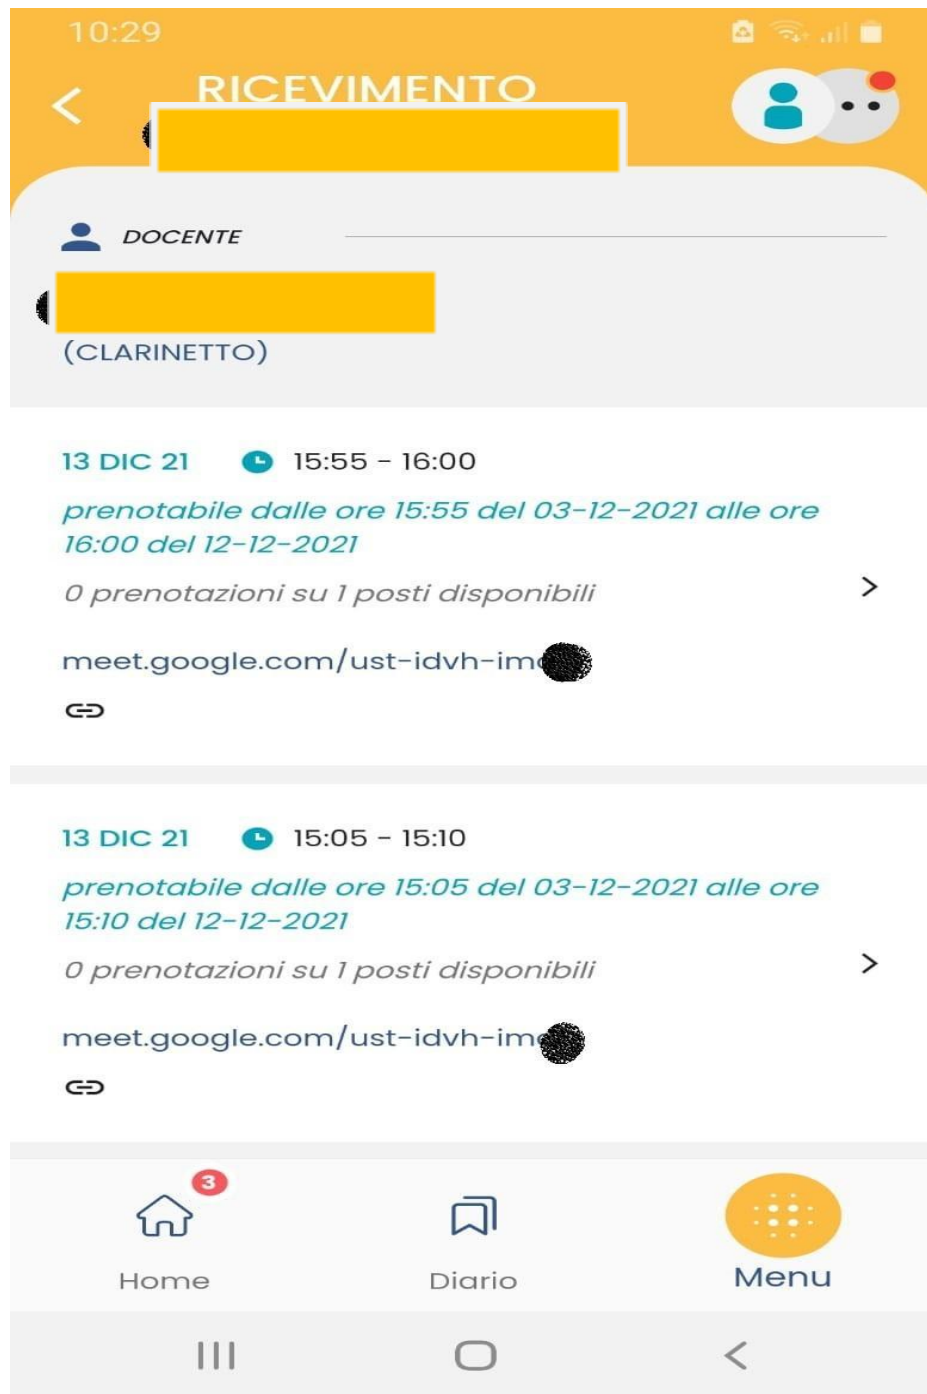 10:29
RICEVIMENTO
DOCENTE
(CLARINETTO)
13 DIC 21 15:55 - 16:00
prenotabile dalle ore 15:55 del 03-12-2021 alle ore
16:00 del 12-12-2021
0 prenotazioni su 1 posti disponibili
meet.google.com/ust-idvh-im
13 DIC 21 15:05 - 15:10
prenotabile dalle ore 15:05 del 03-12-2021 alle ore
15:10 del 12-12-2021
0 prenotazioni su 1 posti disponibili
meet.google.com/ust-idvh-im
3
Home Diario Menu